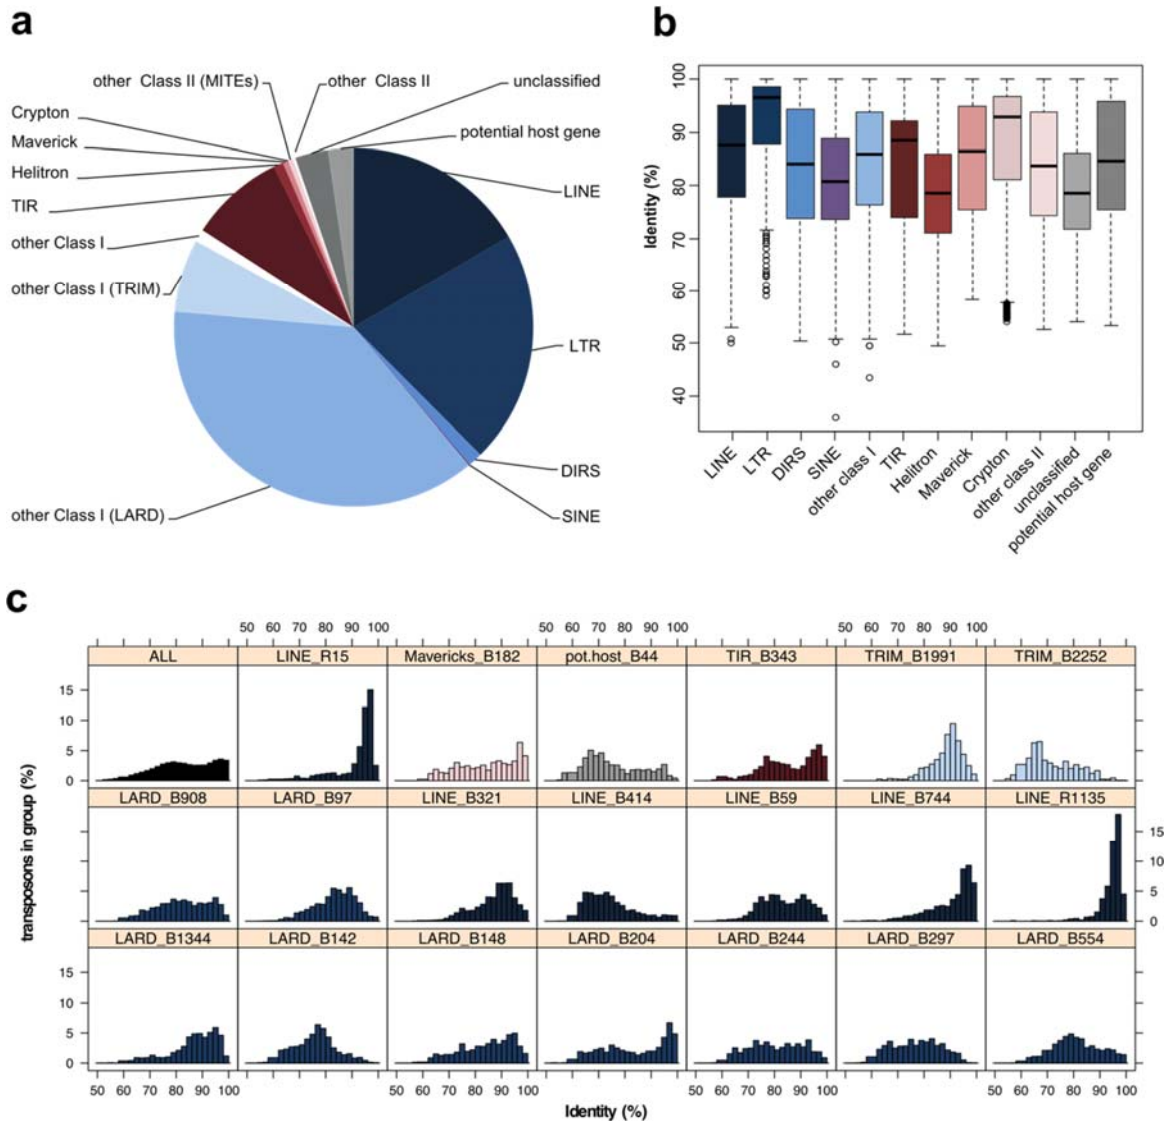 a
other Class II (MITEs)
other Class II
unclassified
Crypton
potential host gene
Maverick
Helitron
LINE
TIR
other Class I
other Class I (TRIM)
LTR
DIRS
other Class I (LARD)
SINE
b
Identity (%)
100
90
80
70
60
50
40
LINE
LTR
DIRS
SINE
other class I
TIR
Helitron
Maverick
Crypton
other class II
unclassified
potential host gene
c
50 60 70 80 90 100 50 60 70 80 90 100 50 60 70 80 90 100
ALL LINE_R15 Mavericks_B182 pot.host_B44 TIR_B343 TRIM_B1991 TRIM_B2252
15
10
5
0
LARD_B908 LARD_B97 LINE_B321 LINE_B414 LINE_B59 LINE_B744 LINE_R1135
15
10
5
0
LARD_B1344 LARD_B142 LARD_B148 LARD_B204 LARD_B244 LARD_B297 LARD_B554
15
10
5
0
transposons in group (%)
50 60 70 80 90 100 50 60 70 80 90 100 50 60 70 80 90 100 50 60 70 80 90 100
Identity (%)